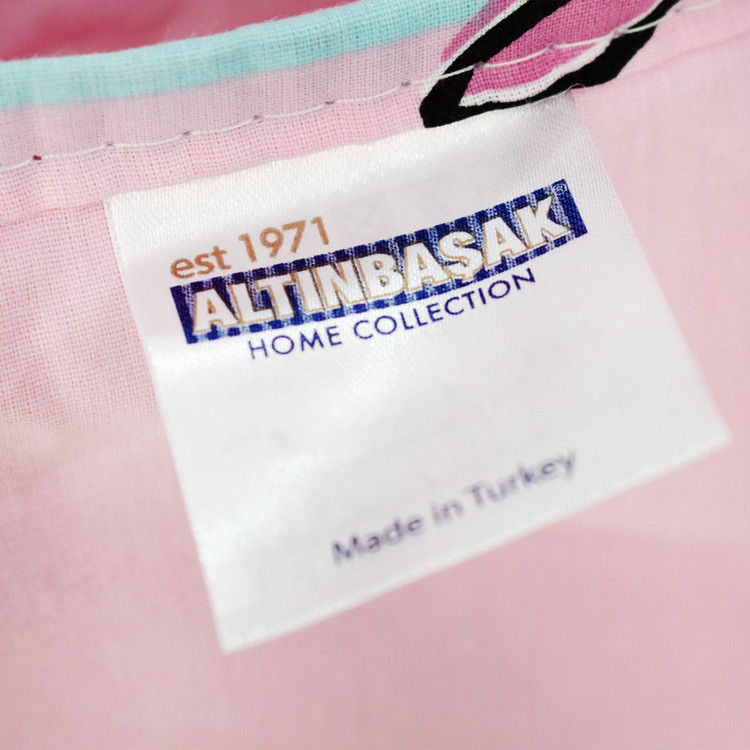 est 1971
ALTINBAŞAK®
HOME COLLECTION
Made in Turkey